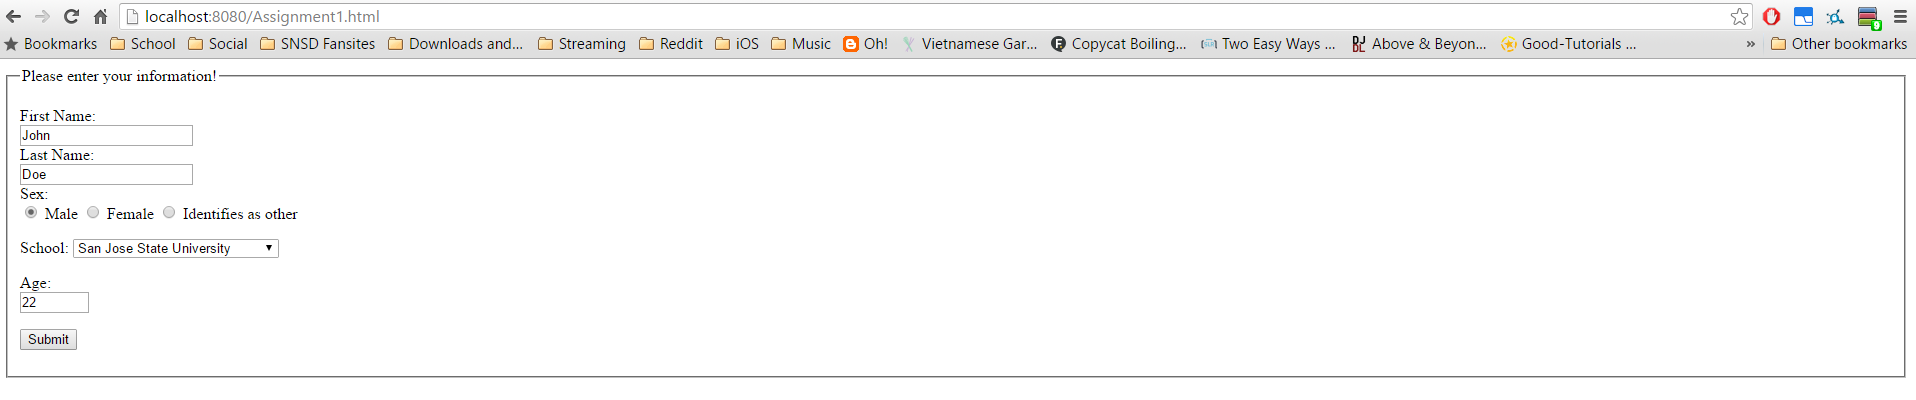 localhost:8080/Assignment1.html
Bookmarks School Social SNSD Fansites Downloads and... Streaming Reddit iOS Music Oh! Vietnamese Gar... Copycat Boiling... Two Easy Ways ... Above & Beyon... Good-Tutorials ... » Other bookmarks
Please enter your information!
First Name:
John
Last Name:
Doe
Sex:
Male Female Identifies as other
School: San Jose State University
Age:
22
Submit